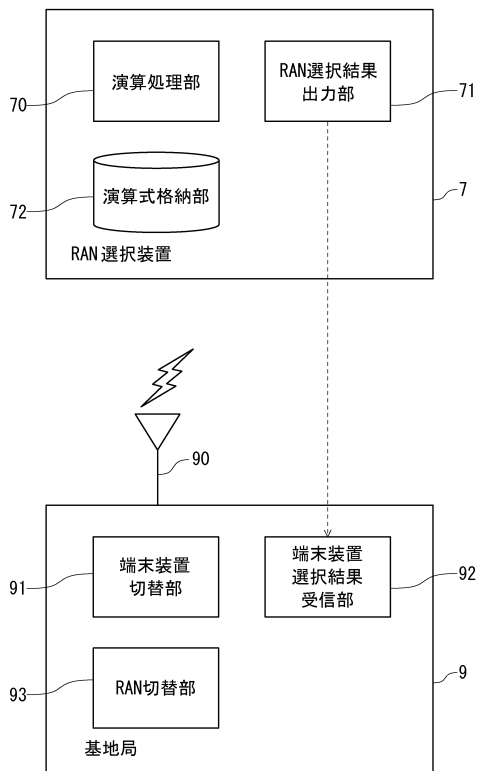 演算処理部
70
RAN選択結果
出力部
71
演算式格納部
72
7
RAN選択装置
90
端末装置
切替部
91
端末装置
選択結果
受信部
92
RAN切替部
93
9
基地局